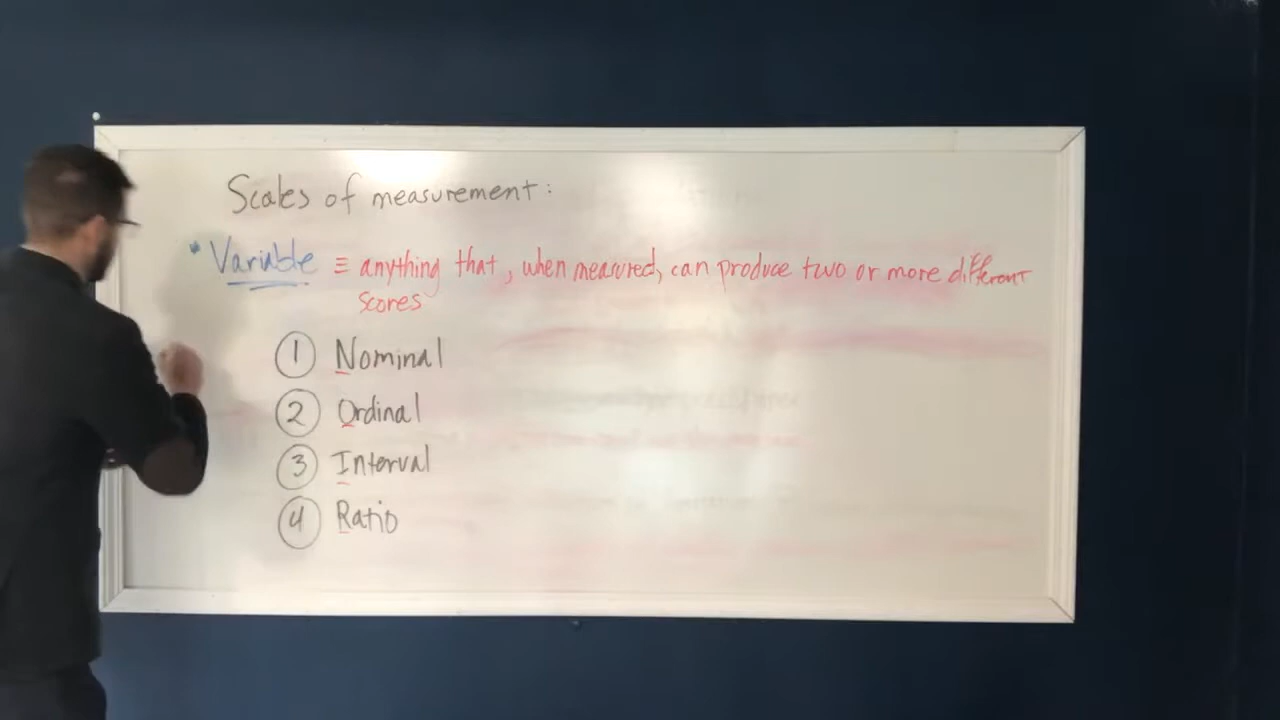 Scales of measurement:
• Variable ≡ anything that, when measured, can produce two or more different
scores
① Nominal
② Ordinal
③ Interval
④ Ratio